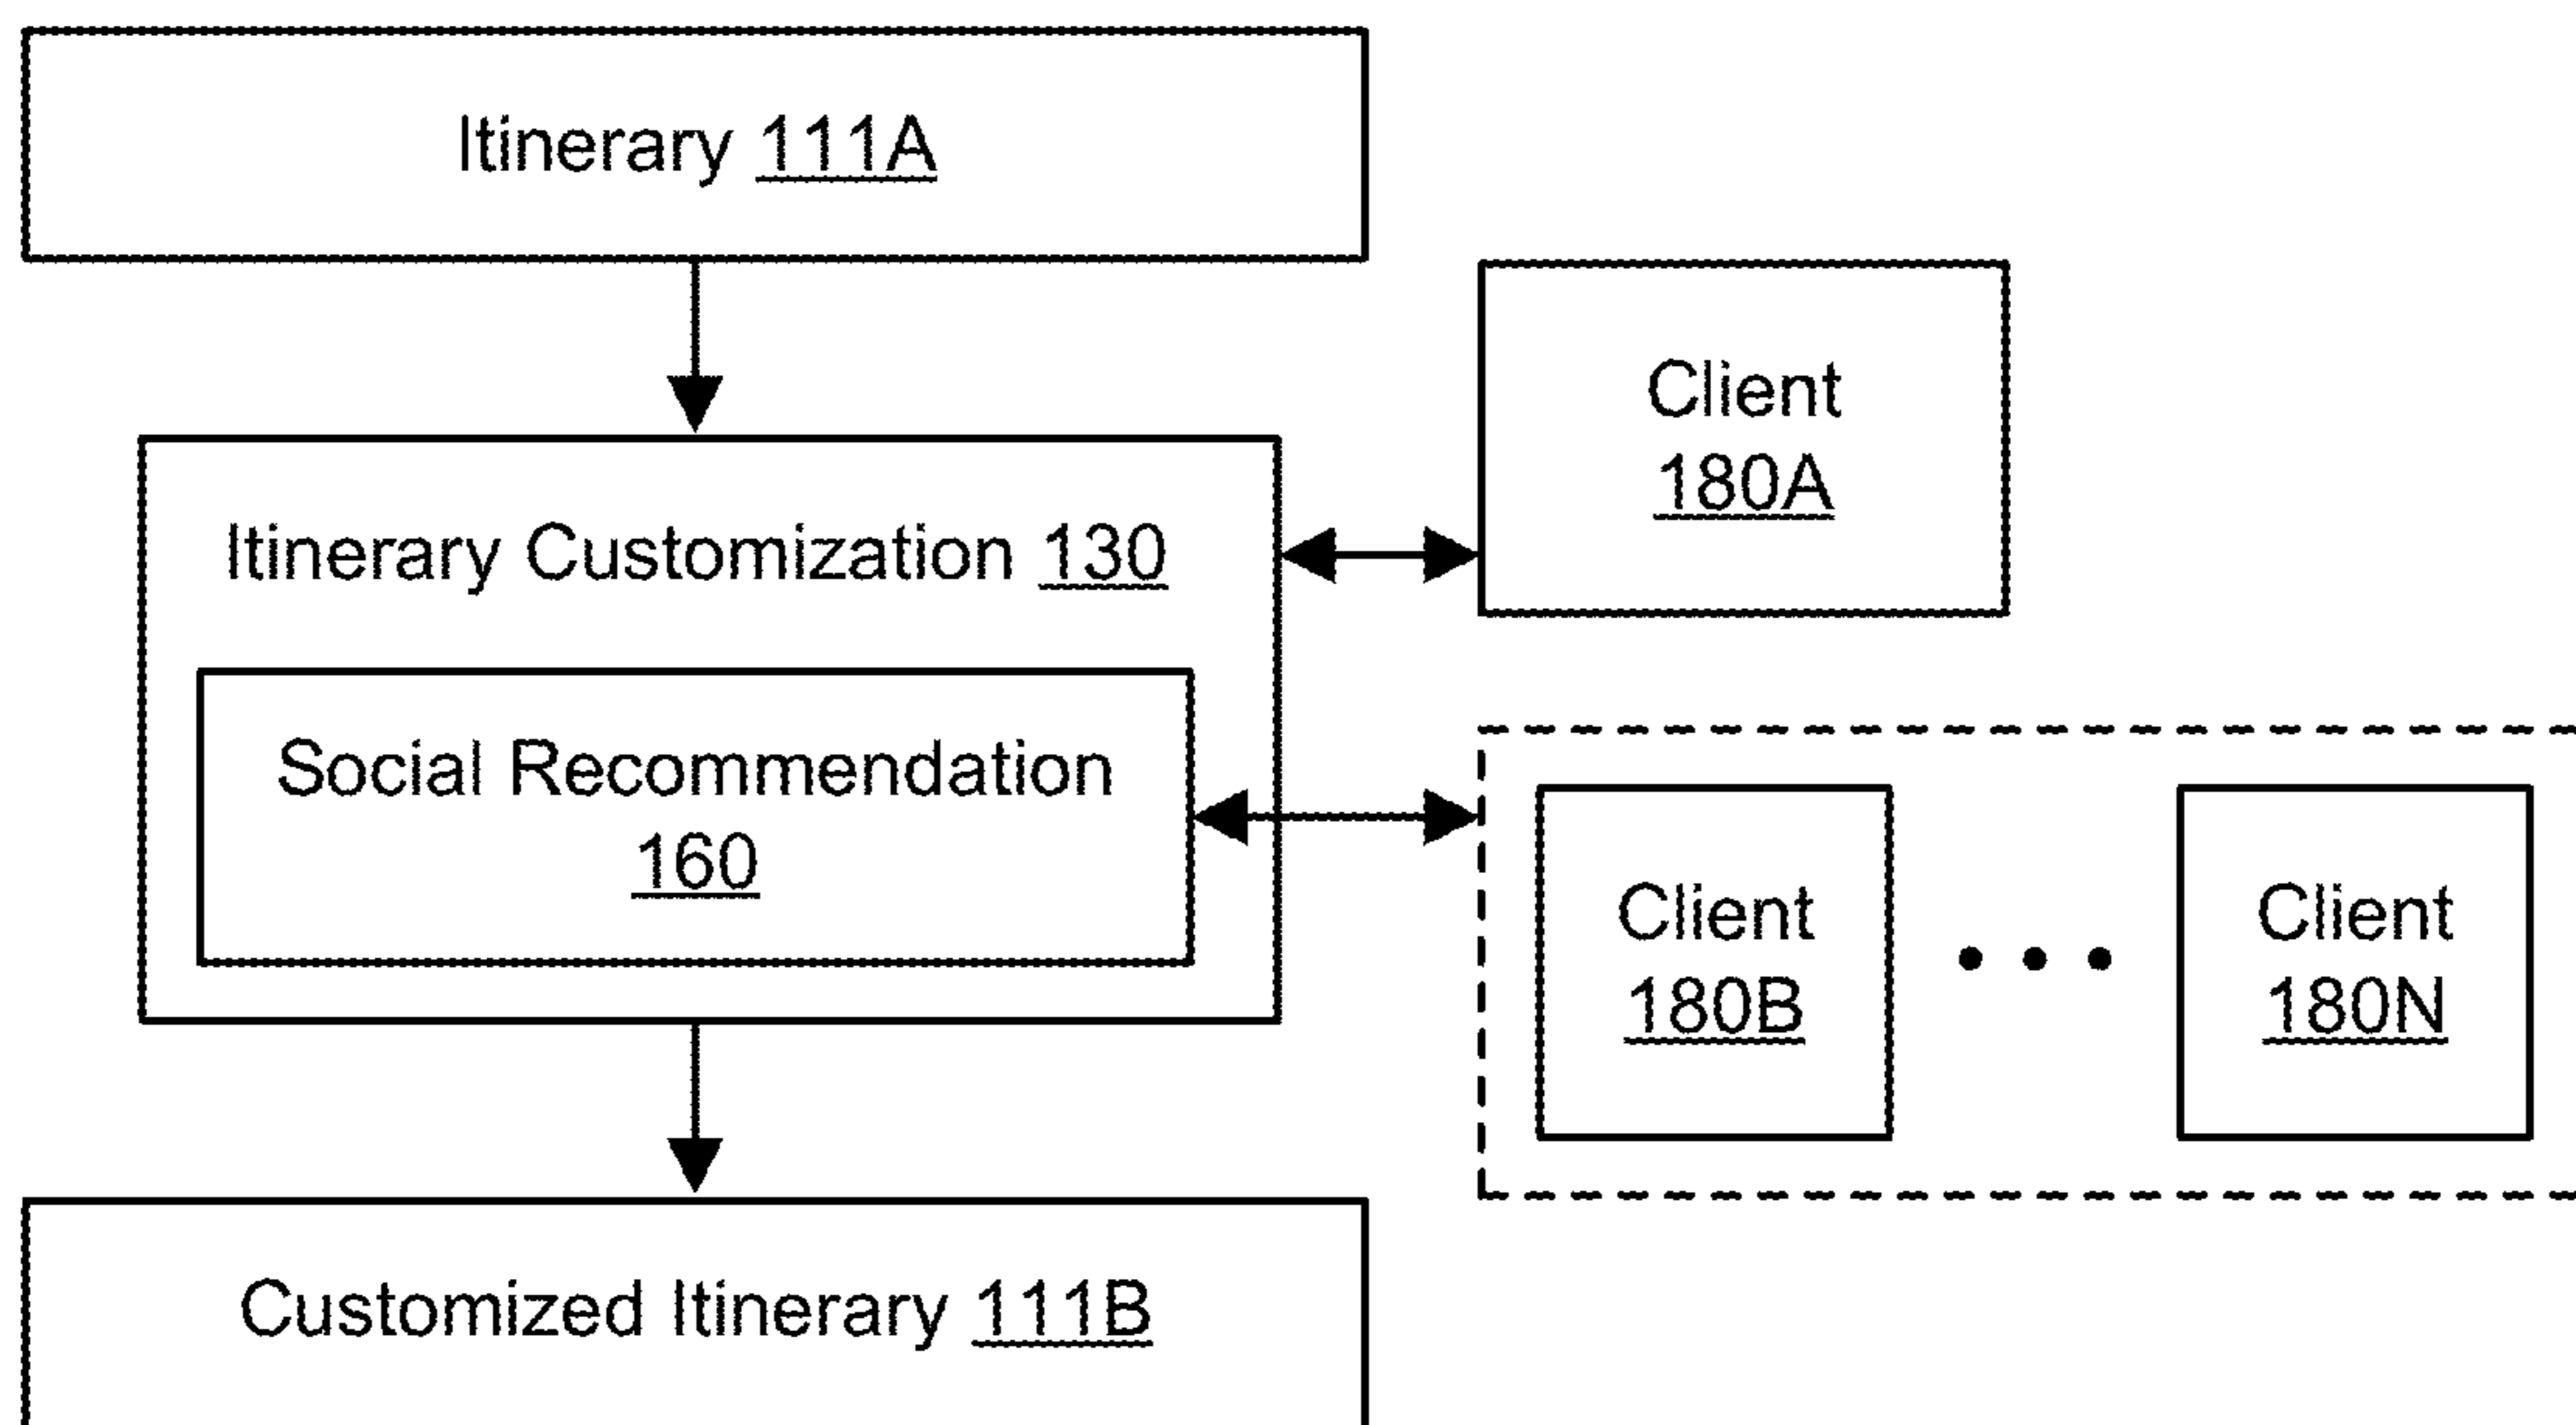 Itinerary 111A
Client
180A
Itinerary Customization 130
Social Recommendation
160
Client
180B
• • •
Client
180N
Customized Itinerary 111B